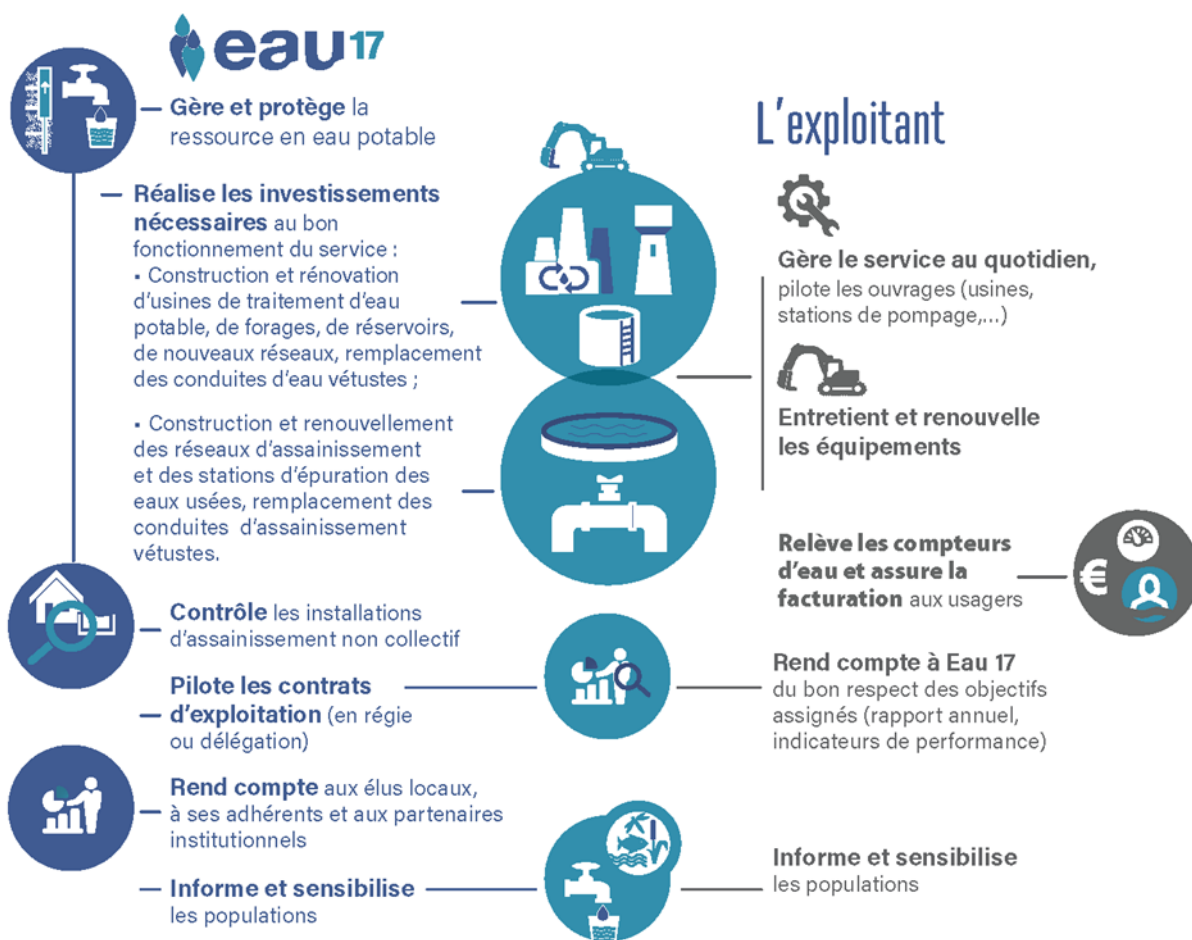 eau17
Gère et protège la
ressource en eau potable
Réalise les investissements
nécessaires au bon
fonctionnement du service :
• Construction et rénovation
d'usines de traitement d'eau
potable, de forages, de réservoirs,
de nouveaux réseaux, remplacement
des conduites d'eau vétustes ;
• Construction et renouvellement
des réseaux d'assainissement
et des stations d'épuration des
eaux usées, remplacement des
conduites d'assainissement
vétustes.
Contrôle les installations
d'assainissement non collectif
Pilote les contrats
d'exploitation (en régie
ou délégation)
Rend compte aux élus locaux,
à ses adhérents et aux partenaires
institutionnels
Informe et sensibilise
les populations
L'exploitant
Gère le service au quotidien,
pilote les ouvrages (usines,
stations de pompage,...)
Entretient et renouvelle
les équipements
Relève les compteurs
d'eau et assure la
facturation aux usagers
€
Rend compte à Eau 17
du bon respect des objectifs
assignés (rapport annuel,
indicateurs de performance)
Informe et sensibilise
les populations